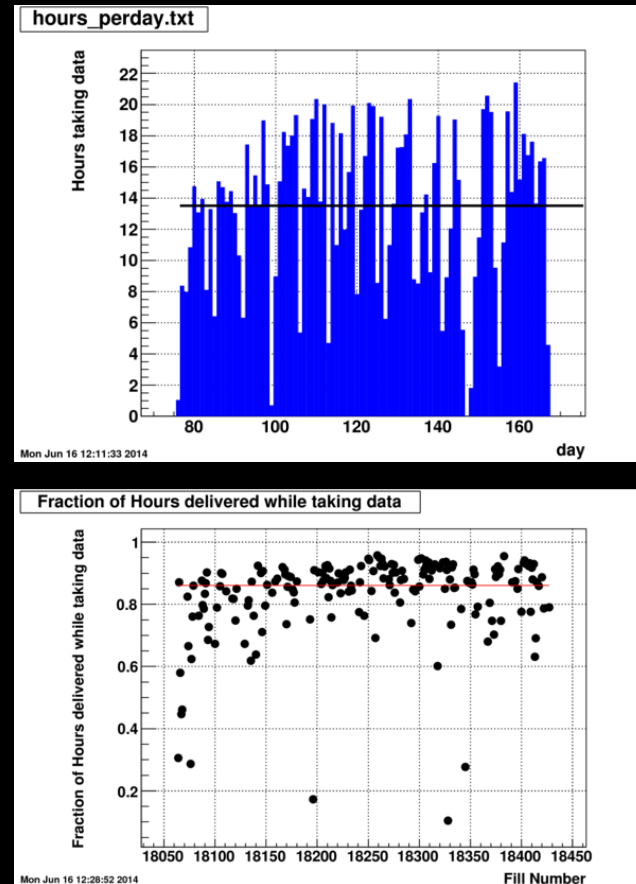 hours_perday.txt
Hours taking data
22
20
18
16
14
12
10
8
6
4
2
0
80 100 120 140 160
day
Mon Jun 16 12:11:33 2014
Fraction of Hours delivered while taking data
Fraction of Hours delivered while taking data
1
0.8
0.6
0.4
0.2
18050 18100 18150 18200 18250 18300 18350 18400 18450
Mon Jun 16 12:28:52 2014
Fill Number